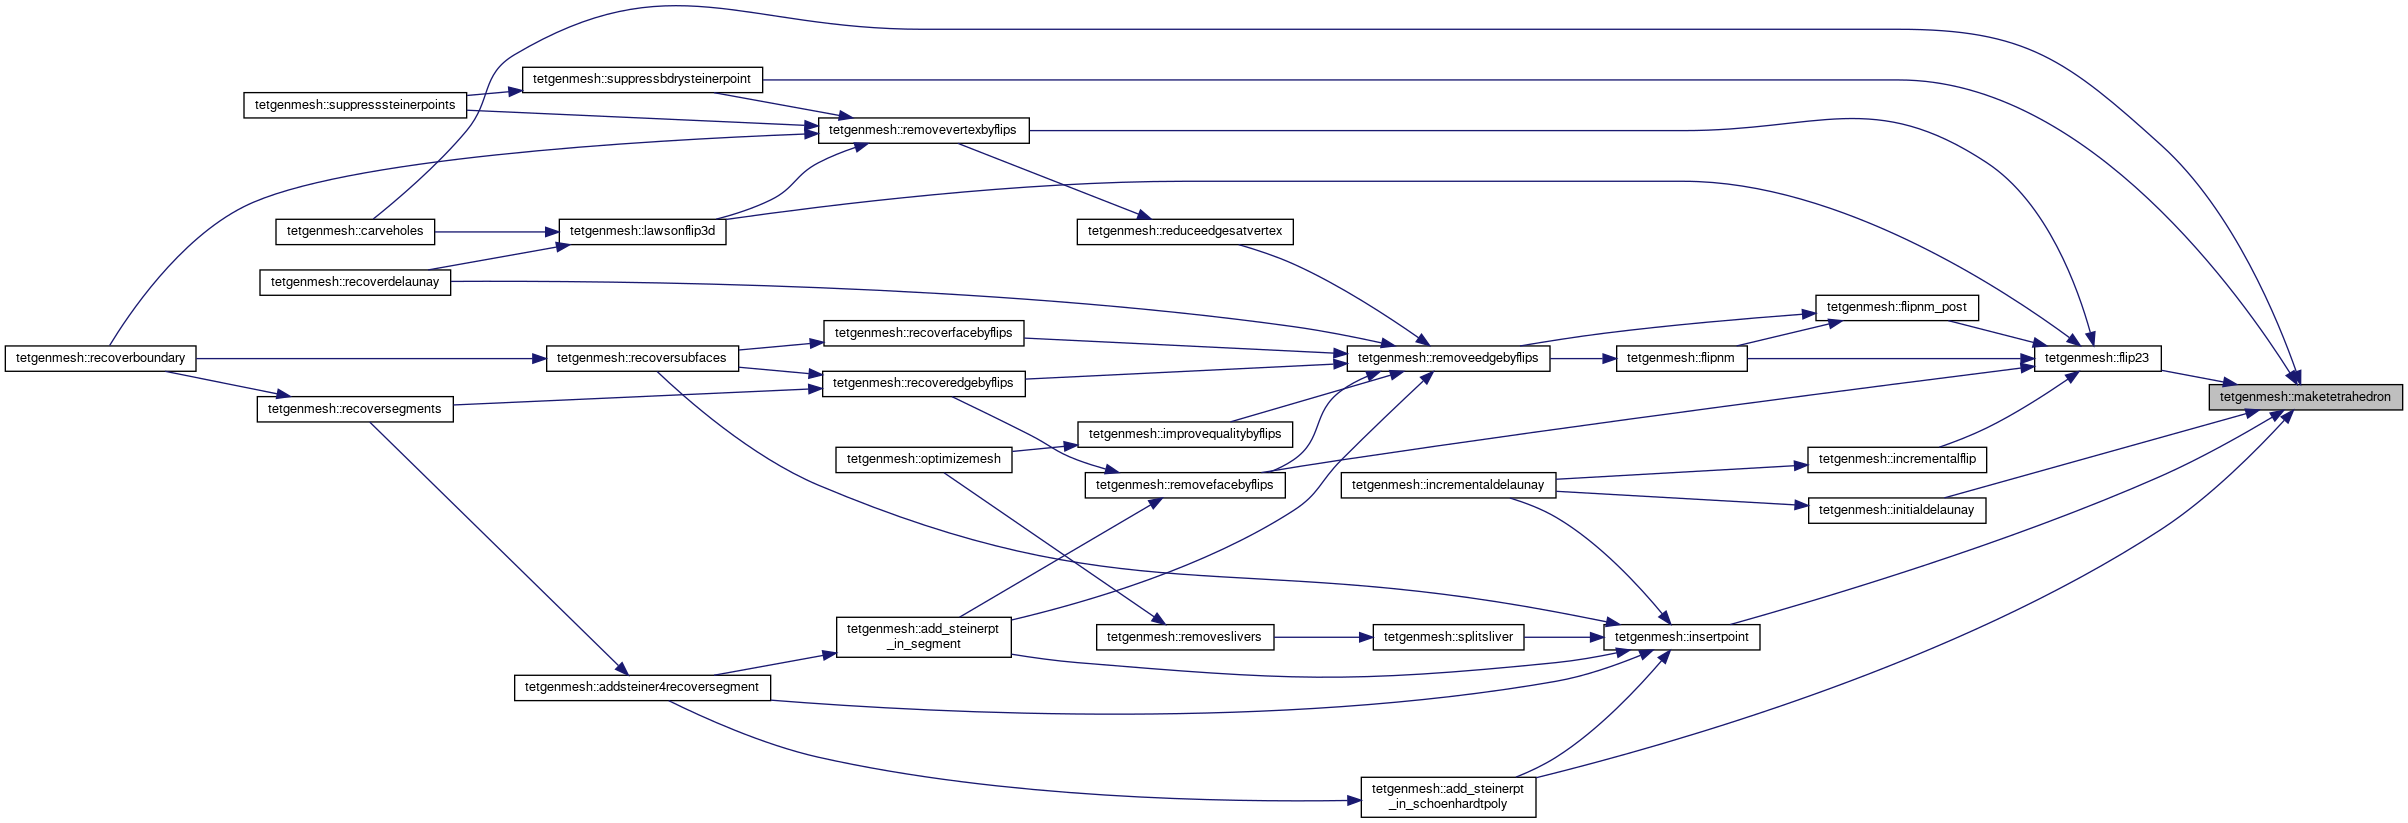 tetgenmesh::suppressbdrysteinerpoint
tetgenmesh::suppresssteinerpoints
tetgenmesh::removevertexbyflips
tetgenmesh::carveholes
tetgenmesh::lawsonflip3d
tetgenmesh::reduceedgesatvertex
tetgenmesh::recoverdelaunay
tetgenmesh::flipnm_post
tetgenmesh::recoverfacebyflips
tetgenmesh::recoverboundary
tetgenmesh::recoversubfaces
tetgenmesh::removeedgebyflips
tetgenmesh::flipnm
tetgenmesh::flip23
tetgenmesh::recoveredgebyflips
tetgenmesh::maketetrahedron
tetgenmesh::recoversegments
tetgenmesh::improvequalitybyflips
tetgenmesh::optimizemesh
tetgenmesh::incrementalflip
tetgenmesh::removefacebyflips
tetgenmesh::incrementaldelaunay
tetgenmesh::initialdelaunay
tetgenmesh::add_steinerpt
_in_segment
tetgenmesh::removeslivers
tetgenmesh::splitsliver
tetgenmesh::insertpoint
tetgenmesh::addsteiner4recoversegment
tetgenmesh::add_steinerpt
_in_schoenhardtpoly